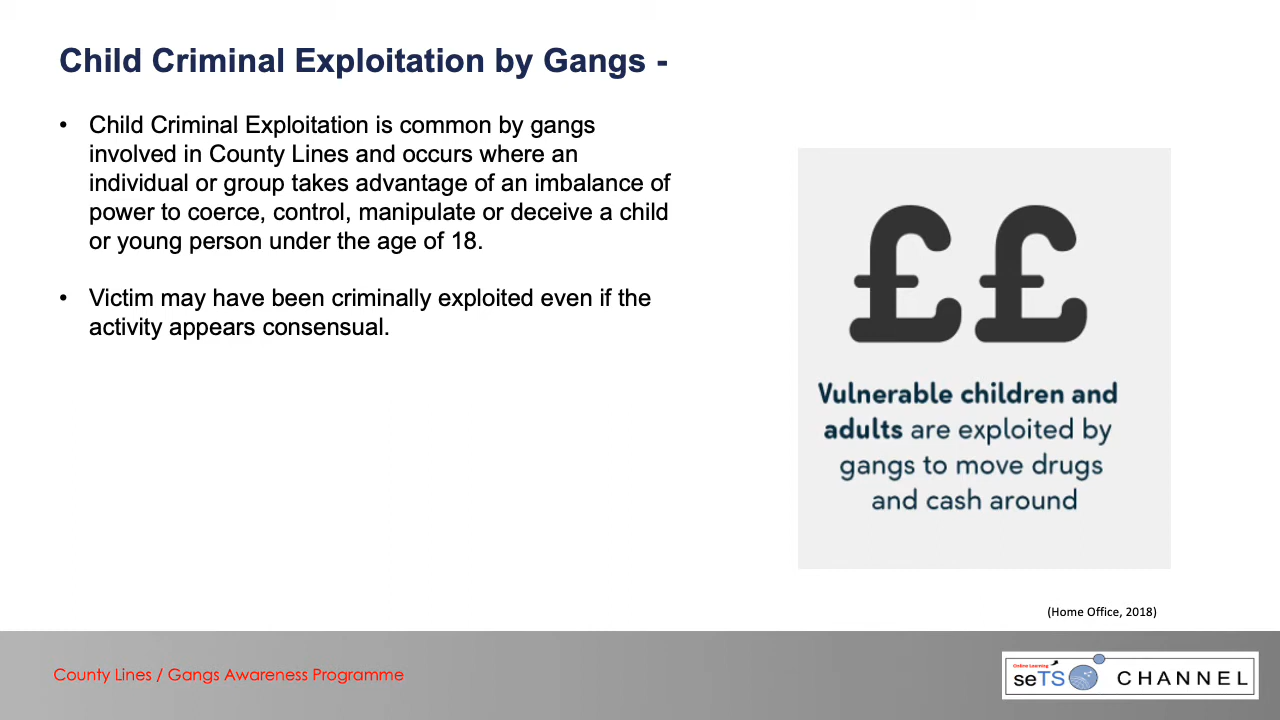 Child Criminal Exploitation by Gangs -
• Child Criminal Exploitation is common by gangs
involved in County Lines and occurs where an
individual or group takes advantage of an imbalance of
power to coerce, control, manipulate or deceive a child
or young person under the age of 18.
• Victim may have been criminally exploited even if the
activity appears consensual.
££
Vulnerable children and
adults are exploited by
gangs to move drugs
and cash around
(Home Office, 2018)
County Lines / Gangs Awareness Programme
Online Learning
seTS CHANNEL